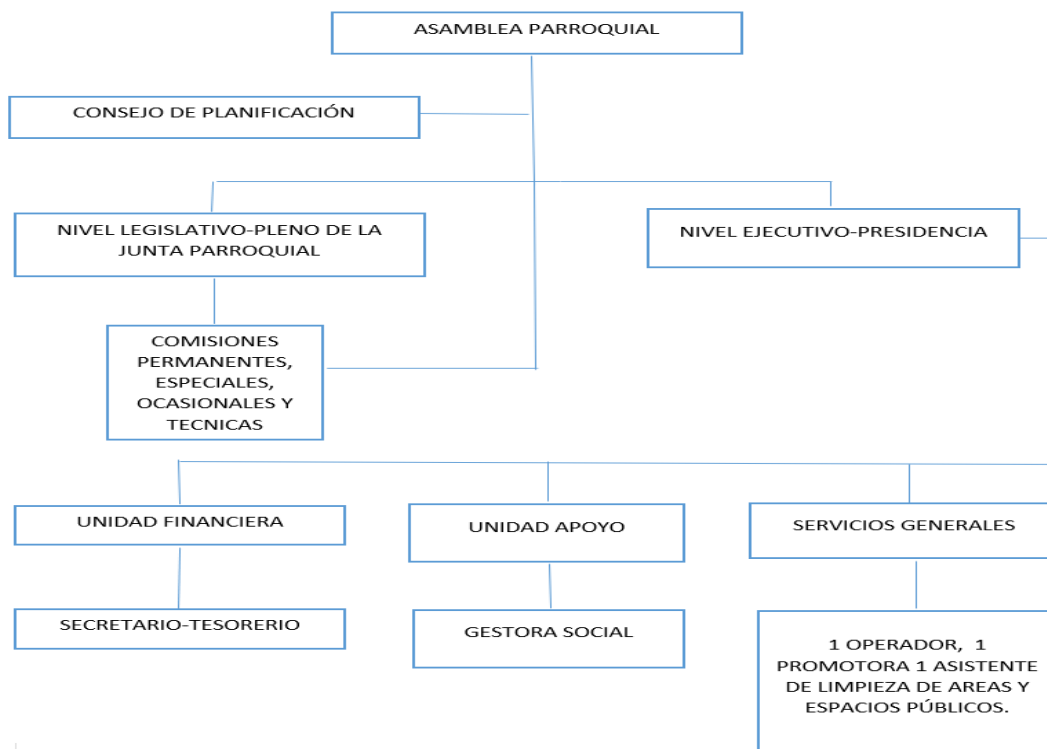 ASAMBLEA PARROQUIAL
CONSEJO DE PLANIFICACIÓN
NIVEL LEGISLATIVO-PLENO DE LA
JUNTA PARROQUIAL
NIVEL EJECUTIVO-PRESIDENCIA
COMISIONES
PERMANENTES,
ESPECIALES,
OCASIONALES Y
TECNICAS
UNIDAD FINANCIERA
UNIDAD APOYO
SERVICIOS GENERALES
SECRETARIO-TESORERIO
GESTORA SOCIAL
1 OPERADOR, 1
PROMOTORA 1 ASISTENTE
DE LIMPIEZA DE AREAS Y
ESPACIOS PÚBLICOS.